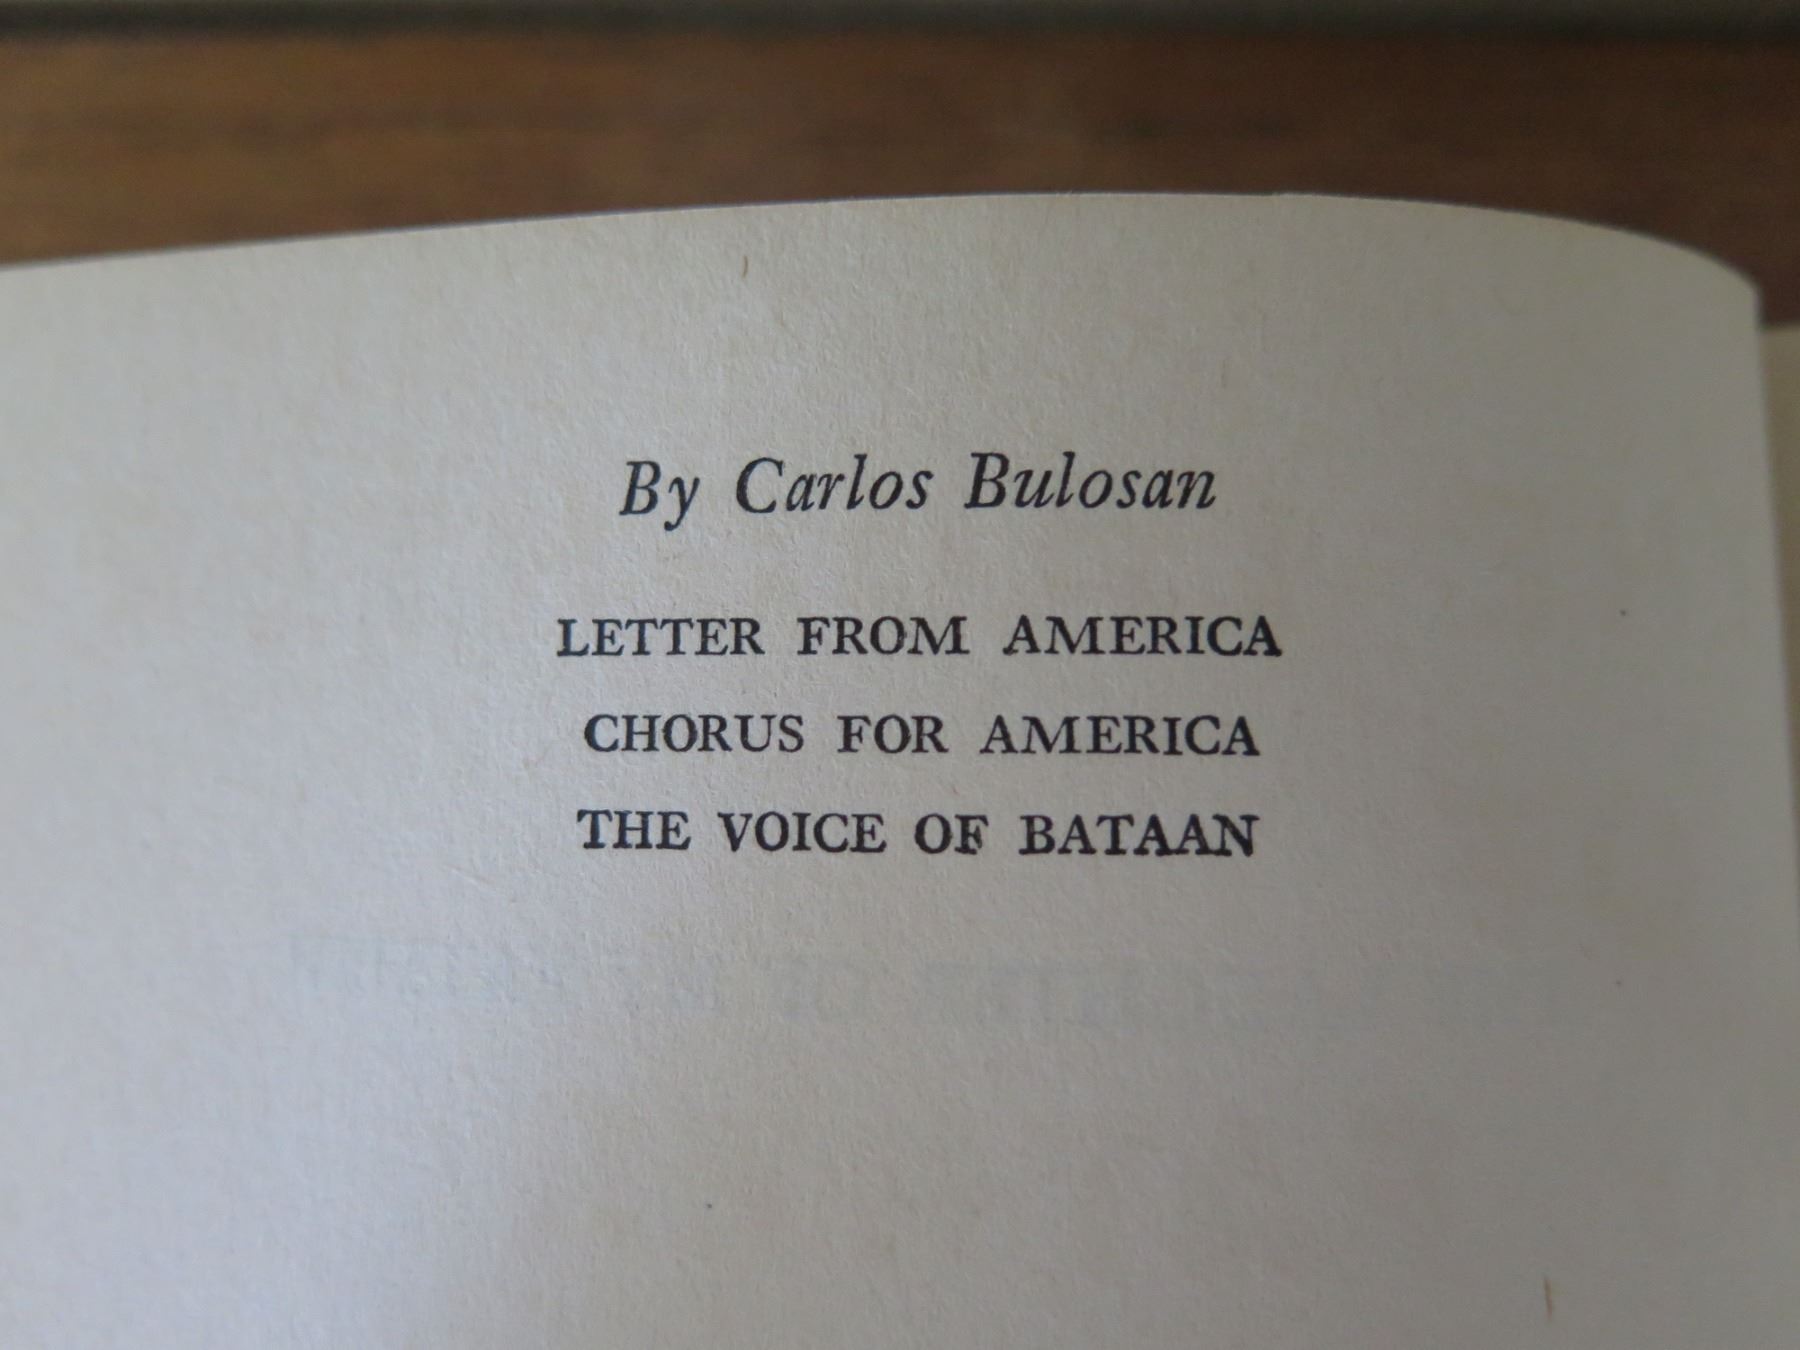 By Carlos Bulosan
LETTER FROM AMERICA
CHORUS FOR AMERICA
THE VOICE OF BATAAN